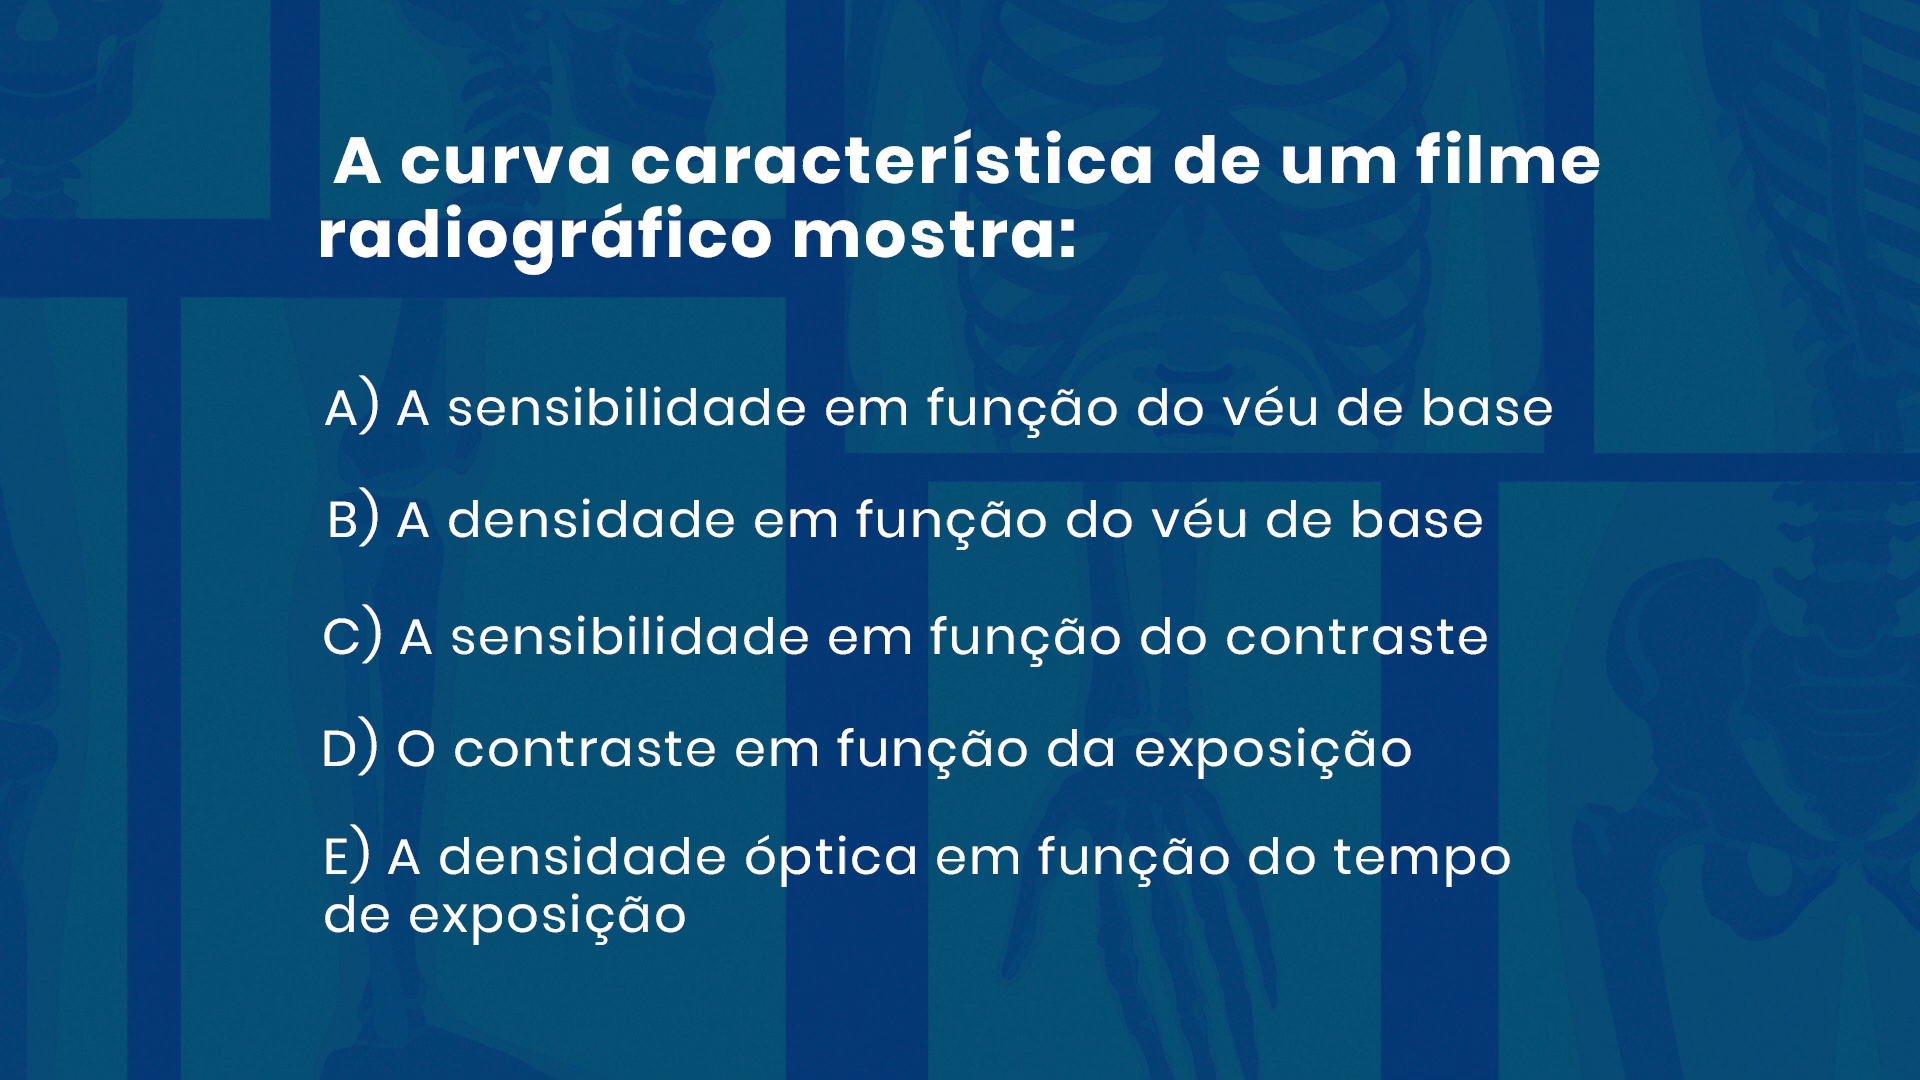 A curva característica de um filme
radiográfico mostra:
A) A sensibilidade em função do véu de base
B) A densidade em função do véu de base
C) A sensibilidade em função do contraste
D) O contraste em função da exposição
E) A densidade óptica em função do tempo
de exposição